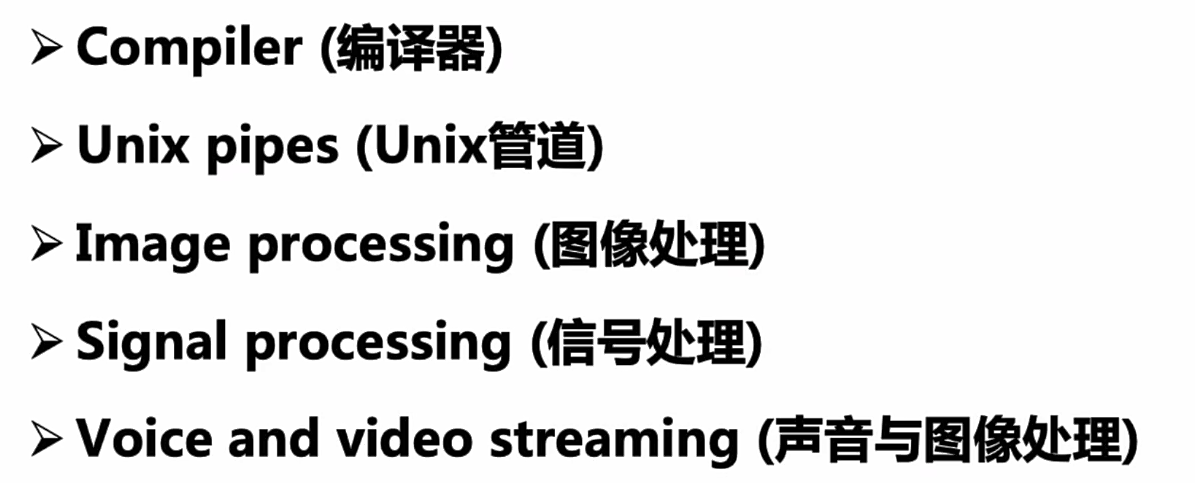 ➢ Compiler (编译器)
➢ Unix pipes (Unix管道)
➢ Image processing (图像处理)
➢ Signal processing (信号处理)
➢ Voice and video streaming (声音与图像处理)